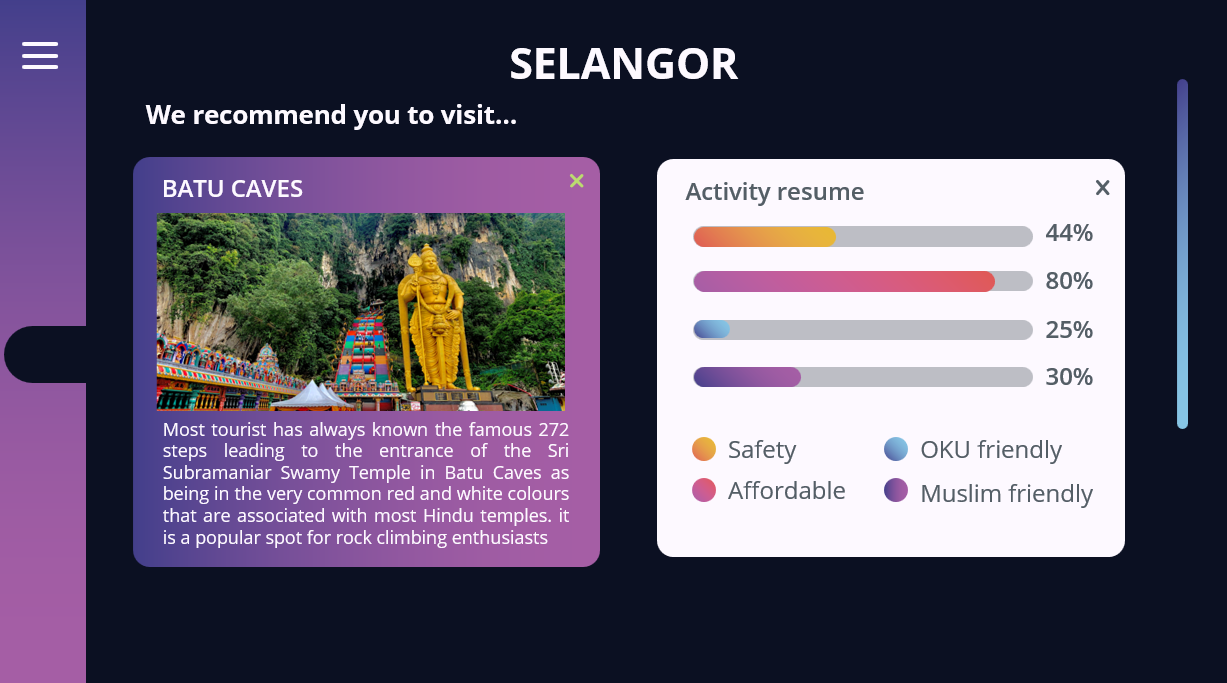 SELANGOR
We recommend you to visit...
BATU CAVES
Most tourist has always known the famous 272
steps leading to the entrance of the Sri
Subramaniar Swamy Temple in Batu Caves as
being in the very common red and white colours
that are associated with most Hindu temples. it
is a popular spot for rock climbing enthusiasts
Activity resume
44%
80%
25%
30%
Safety
OKU friendly
Affordable
Muslim friendly